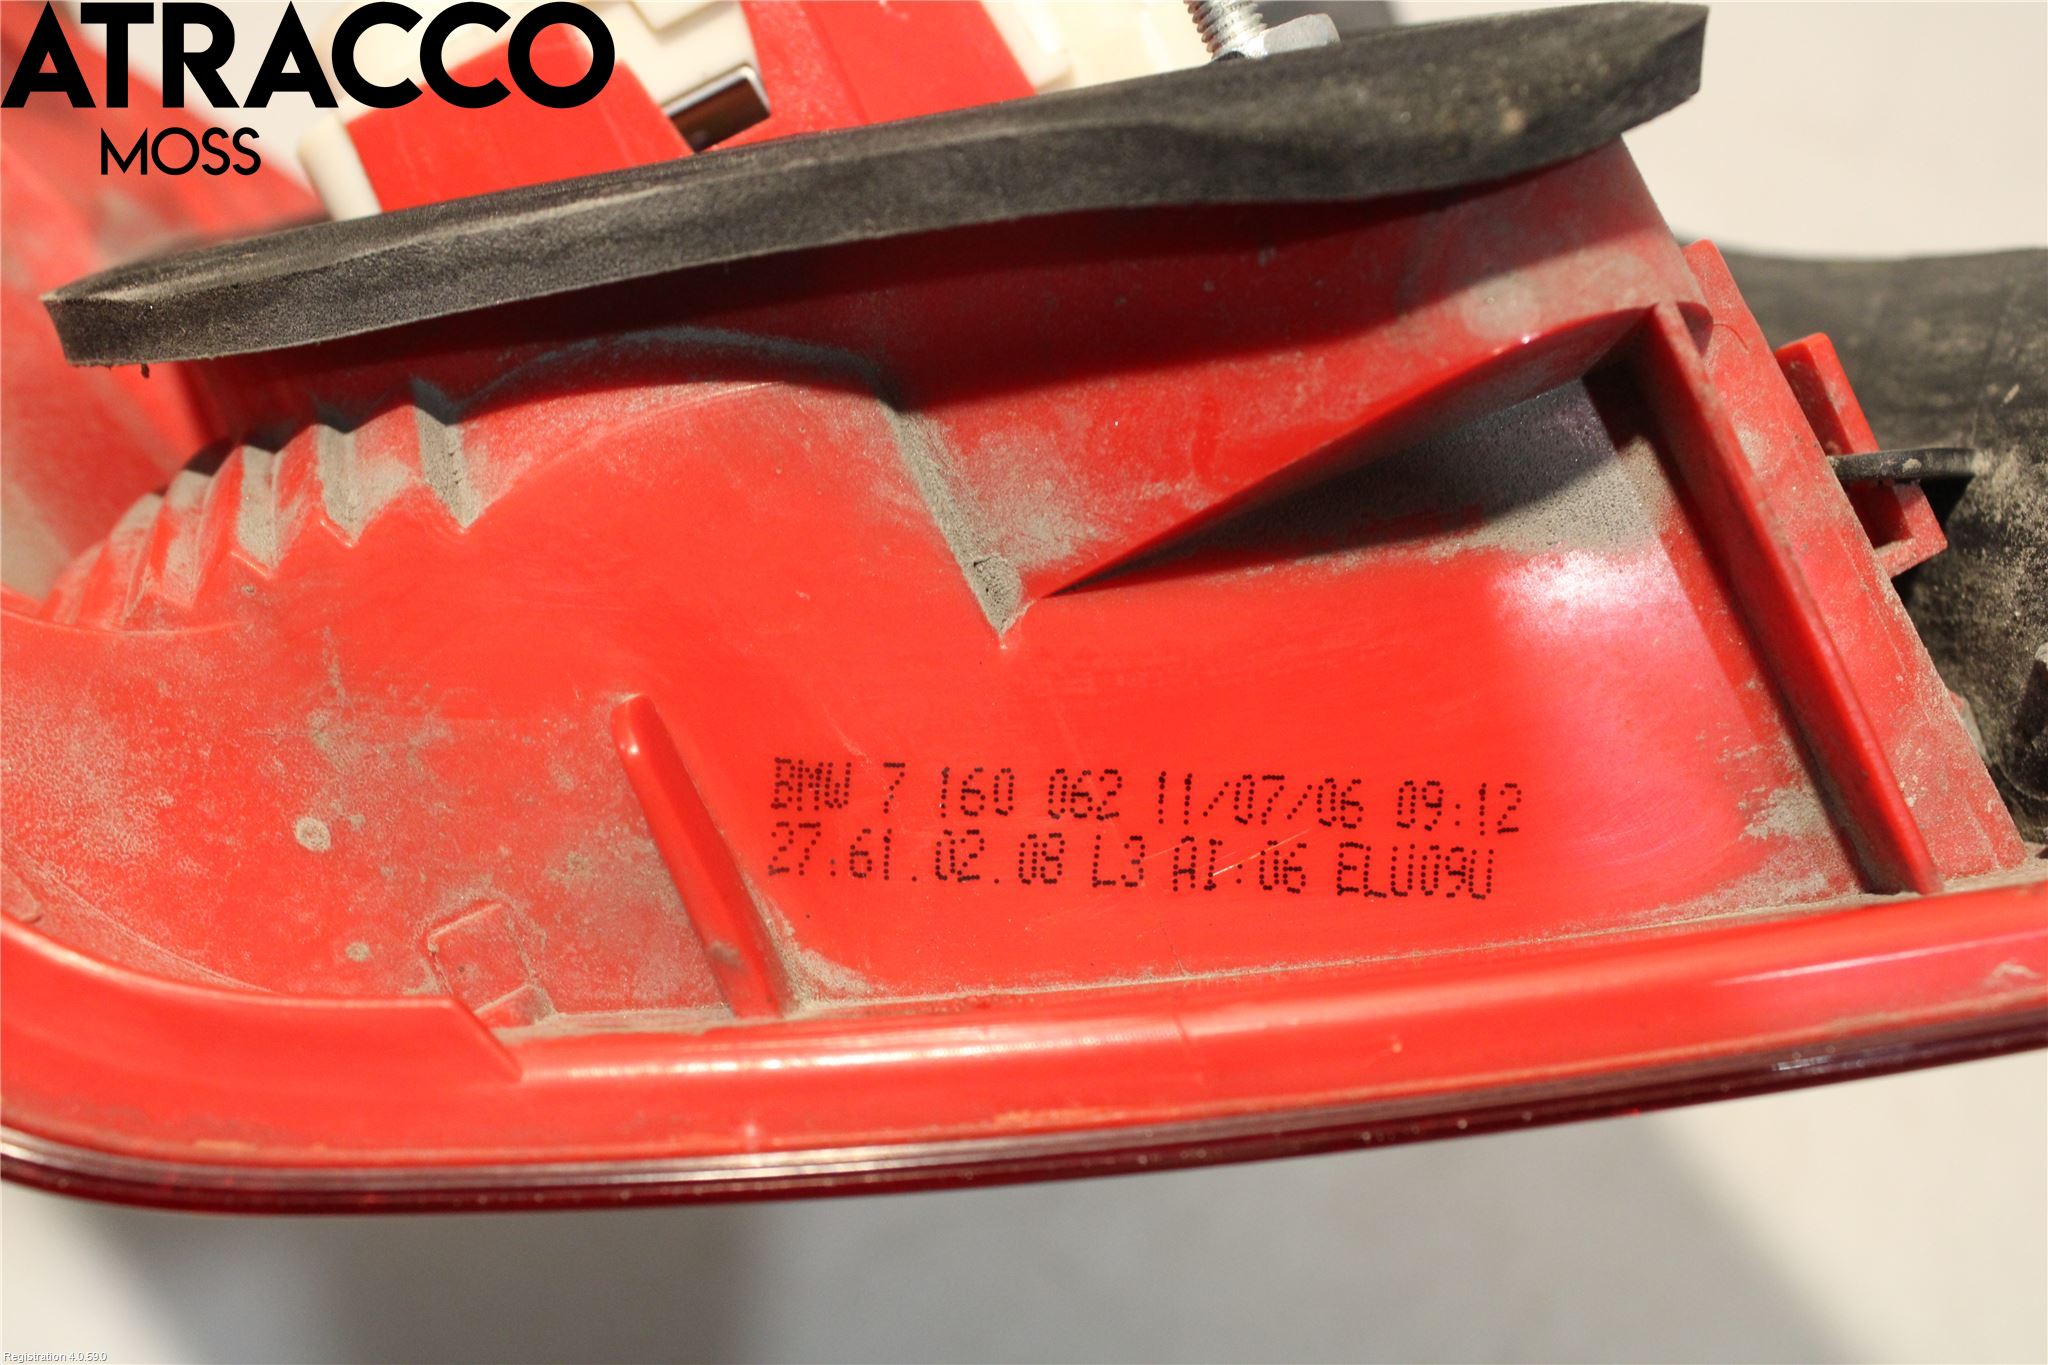 ATRACCO
MOSS
BMW 7 160 062 11/07/06 09:12
27.61.02.08 L3 AI:06 ELU09U
Registration 4.0.59.0